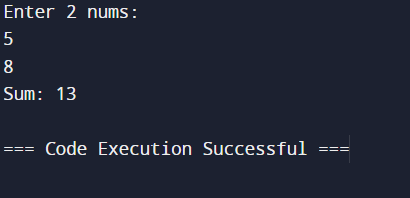 Enter 2 nums:
5
8
Sum: 13
=== Code Execution Successful ===